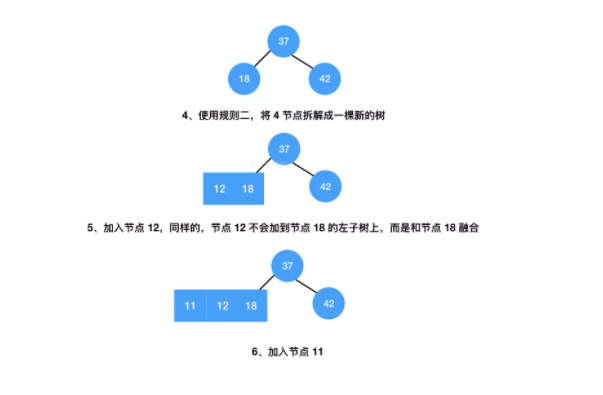 37
18 42
4、使用规则二，将 4 节点拆解成一棵新的树
37
12 18 42
5、加入节点 12，同样的，节点 12 不会加到节点 18 的左子树上，而是和节点 18 融合
37
11 12 18 42
6、加入节点 11